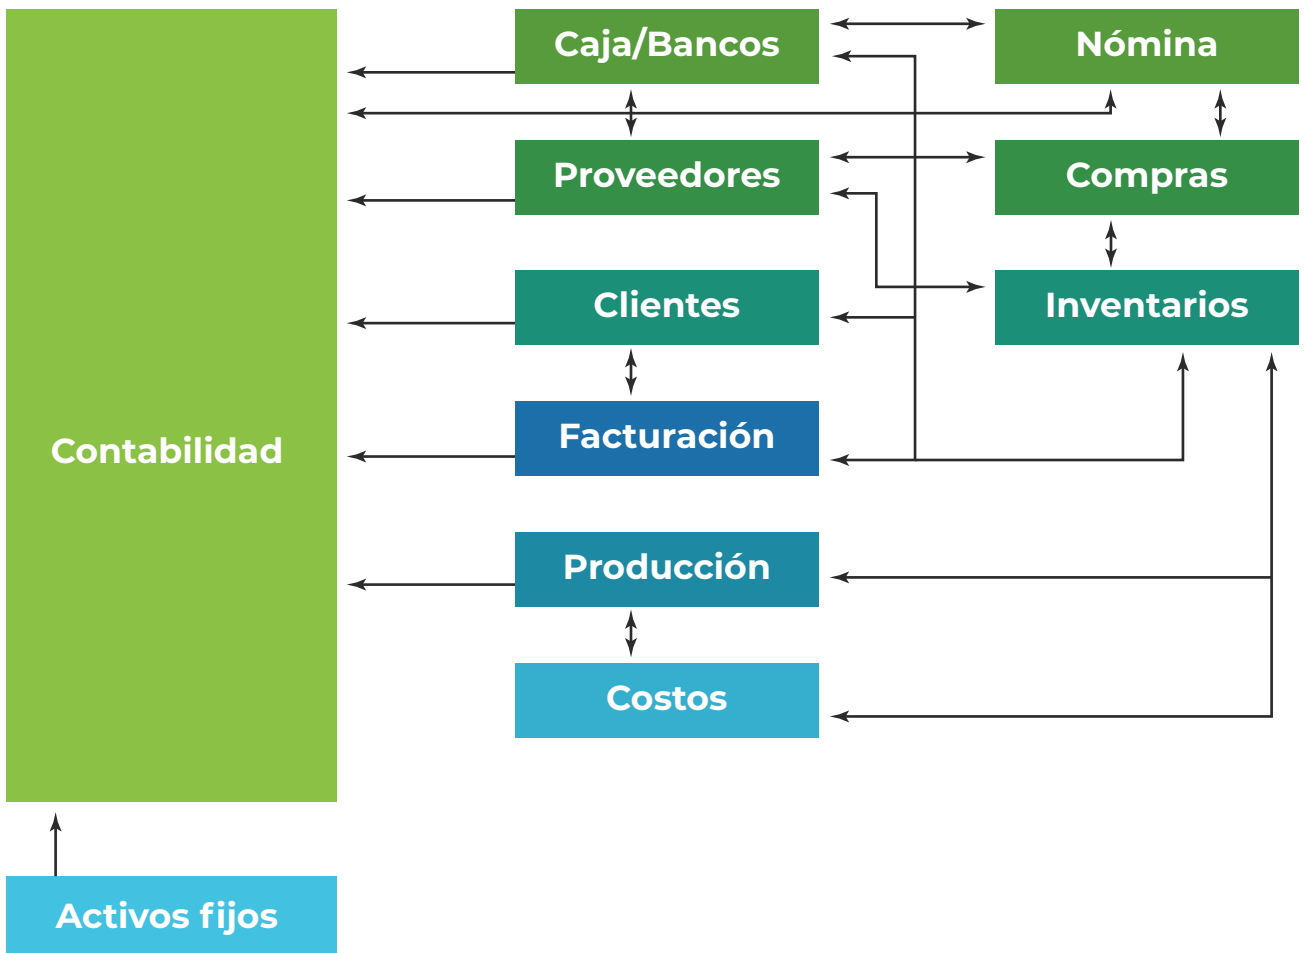 Caja/Bancos
Nómina
Proveedores
Compras
Clientes
Inventarios
Contabilidad
Facturación
Producción
Costos
Activos fijos